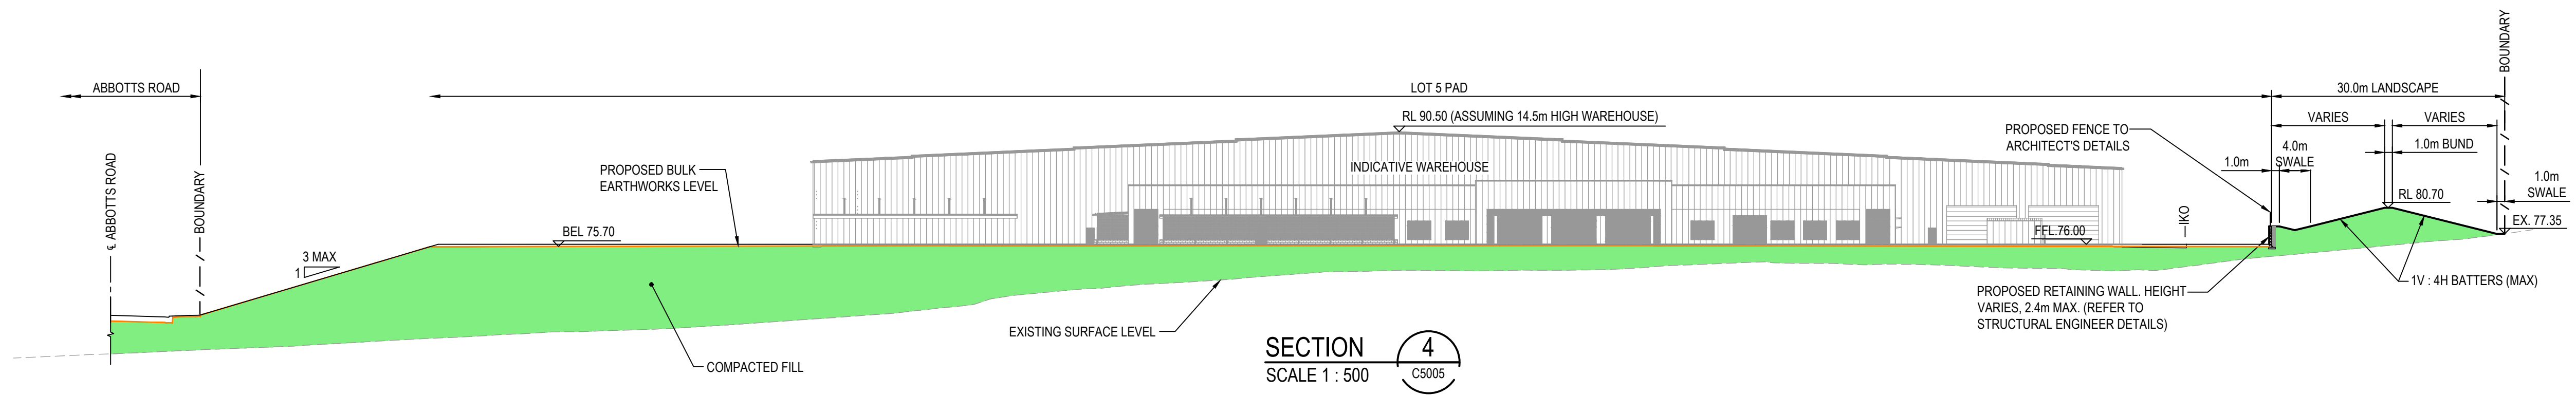 ABBOTTS ROAD
LOT 5 PAD
30.0m LANDSCAPE
BOUNDARY
RL 90.50 (ASSUMING 14.5m HIGH WAREHOUSE)
VARIES
VARIES
PROPOSED FENCE TO
ARCHITECT'S DETAILS
1.0m
4.0m
SWALE
1.0m BUND
1.0m
SWALE
℄ ABBOTTS ROAD
BOUNDARY
PROPOSED BULK
EARTHWORKS LEVEL
INDICATIVE WAREHOUSE
RL 80.70
EX. 77.35
BEL 75.70
FFL.76.00
IKO
3 MAX
1
1V : 4H BATTERS (MAX)
PROPOSED RETAINING WALL. HEIGHT
VARIES, 2.4m MAX. (REFER TO
STRUCTURAL ENGINEER DETAILS)
EXISTING SURFACE LEVEL
COMPACTED FILL
SECTION
4
SCALE 1 : 500
C5005